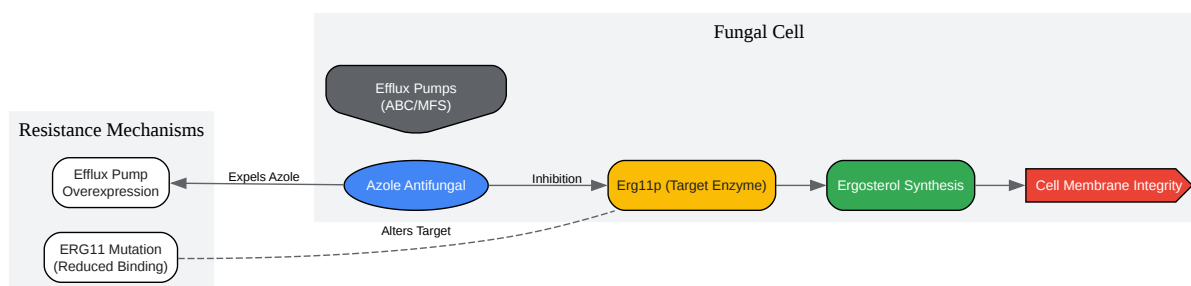 Fungal Cell
Efflux Pumps
(ABC/MFS)
Resistance Mechanisms
Efflux Pump
Overexpression
Expels Azole
Azole Antifungal
Inhibition
Erg11p (Target Enzyme)
Ergosterol Synthesis
Cell Membrane Integrity
Alters Target
ERG11 Mutation
(Reduced Binding)